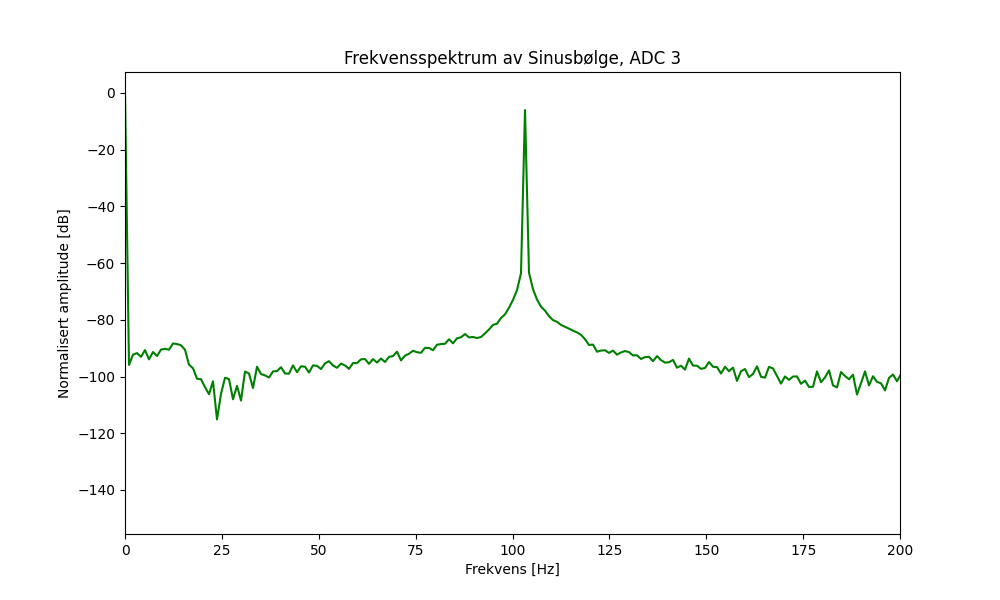 Frekvensspektrum av Sinusbølge, ADC 3
Normalisert amplitude [dB]
0
−20
−40
−60
−80
−100
−120
−140
0 25 50 75 100 125 150 175 200
Frekvens [Hz]